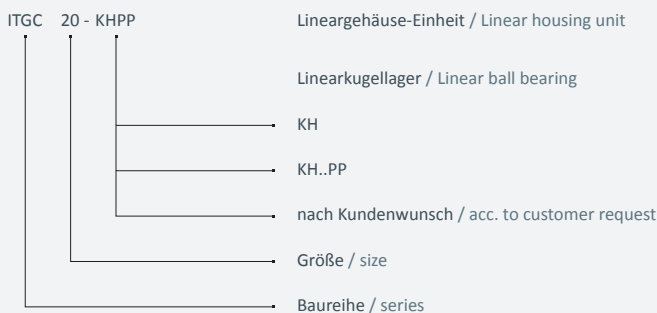 ITGC 20 - KHPP Lineargehäuse-Einheit / Linear housing unit
Linearkugellager / Linear ball bearing
KH
KH..PP
nach Kundenwunsch / acc. to customer request
Größe / size
Baureihe / series